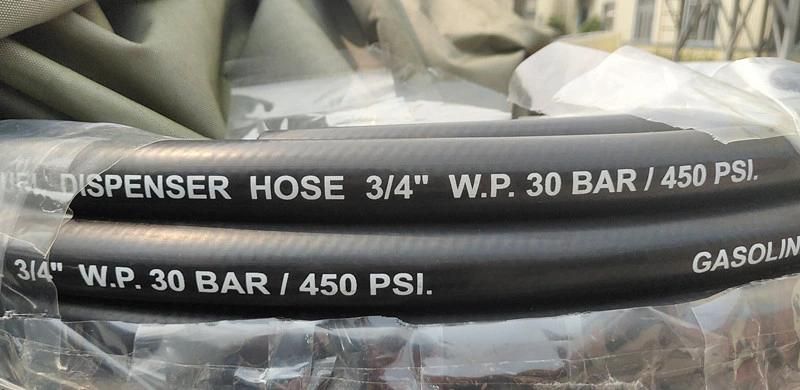 DISPENSER HOSE 3/4" W.P. 30 BAR / 450 PSI.
3/4" W.P. 30 BAR / 450 PSI. GASOLIN